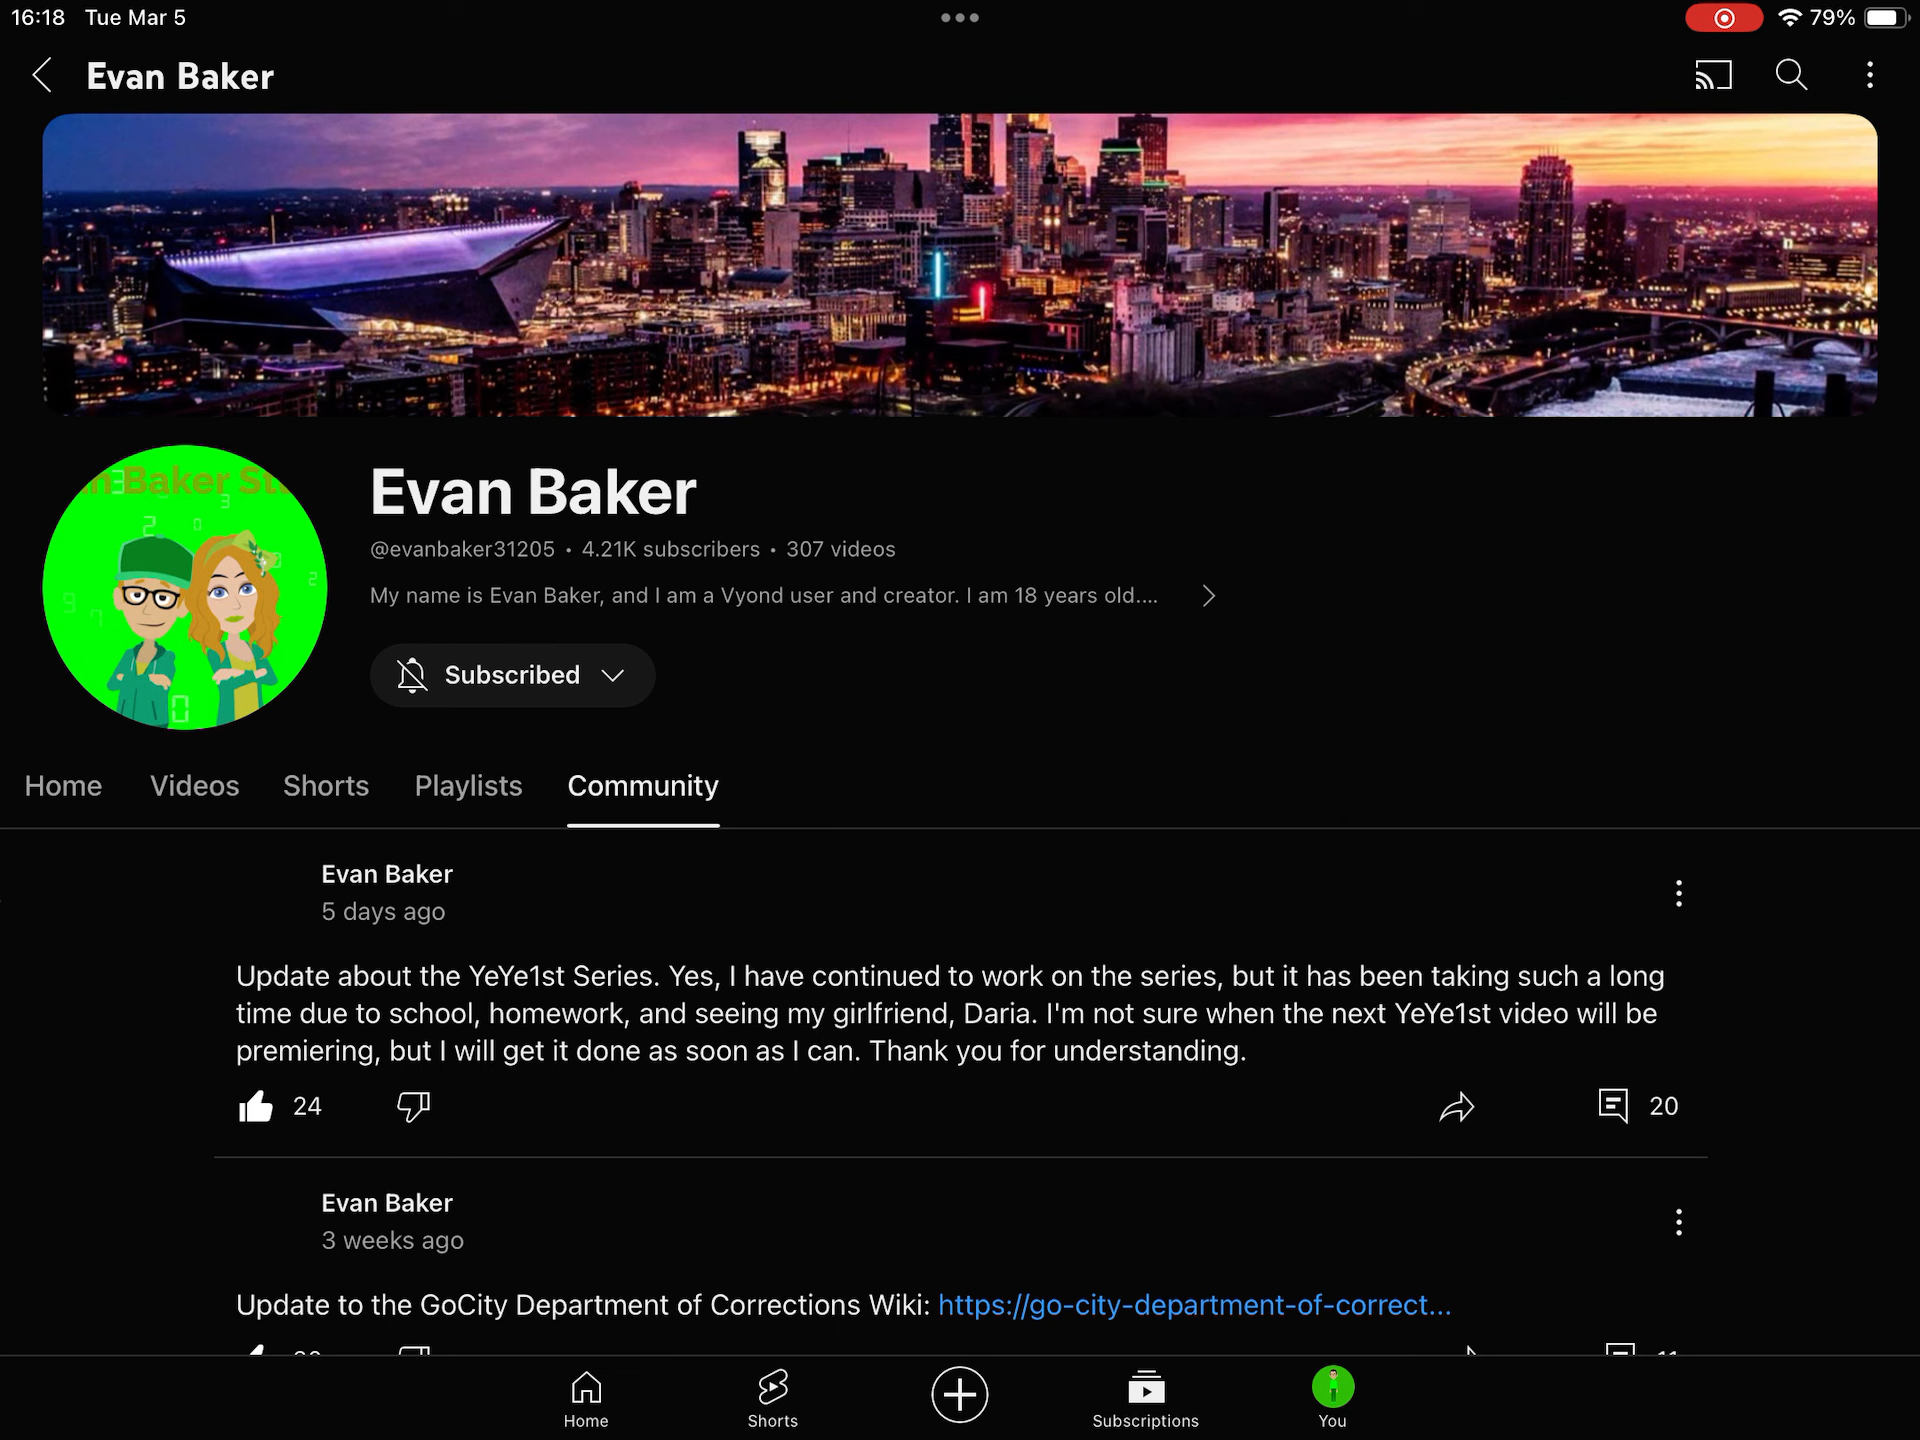 16:18 Tue Mar 5
79%
Evan Baker
Baker St
Evan Baker
@evanbaker31205 • 4.21K subscribers • 307 videos
My name is Evan Baker, and I am a Vyond user and creator. I am 18 years old....
Subscribed
Home Videos Shorts Playlists Community
Evan Baker
5 days ago
Update about the YeYe1st Series. Yes, I have continued to work on the series, but it has been taking such a long
time due to school, homework, and seeing my girlfriend, Daria. I'm not sure when the next YeYe1st video will be
premiering, but I will get it done as soon as I can. Thank you for understanding.
24 20
Evan Baker
3 weeks ago
Update to the GoCity Department of Corrections Wiki: https://go-city-department-of-correct...
Home Shorts Subscriptions You